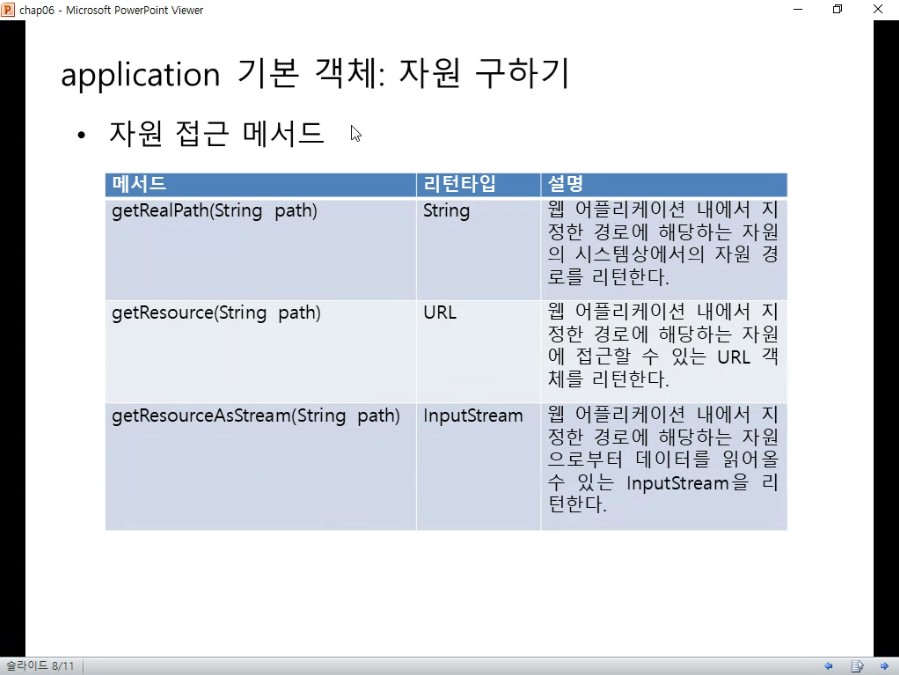 chap06 - Microsoft PowerPoint Viewer
application 기본 객체: 자원 구하기
• 자원 접근 메서드
메서드 리턴타입 설명
getRealPath(String path) String 웹 어플리케이션 내에서 지
정한 경로에 해당하는 자원
의 시스템상에서의 자원 경
로를 리턴한다.
getResource(String path) URL 웹 어플리케이션 내에서 지
정한 경로에 해당하는 자원
에 접근할 수 있는 URL 객
체를 리턴한다.
getResourceAsStream(String path) InputStream 웹 어플리케이션 내에서 지
정한 경로에 해당하는 자원
으로부터 데이터를 읽어올
수 있는 InputStream을 리
턴한다.
슬라이드 8/11